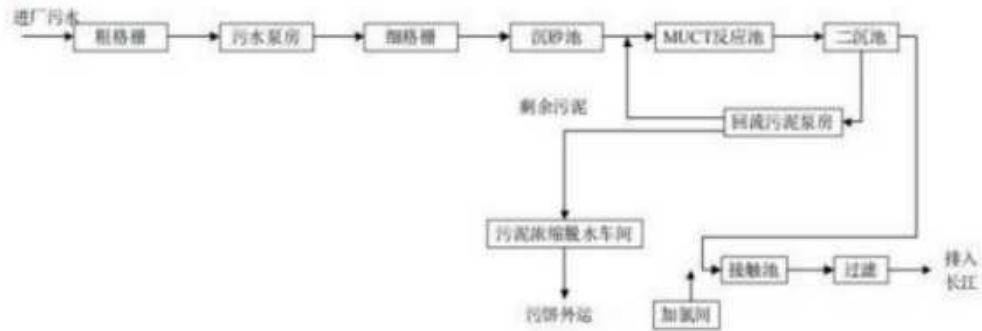 进厂污水
粗格栅
污水泵房
细格栅
沉砂池
MUCT反应池
二沉池
剩余污泥
回流污泥泵房
污泥浓缩脱水车间
接触池
过滤
排入
长江
污饼外运
加氯间